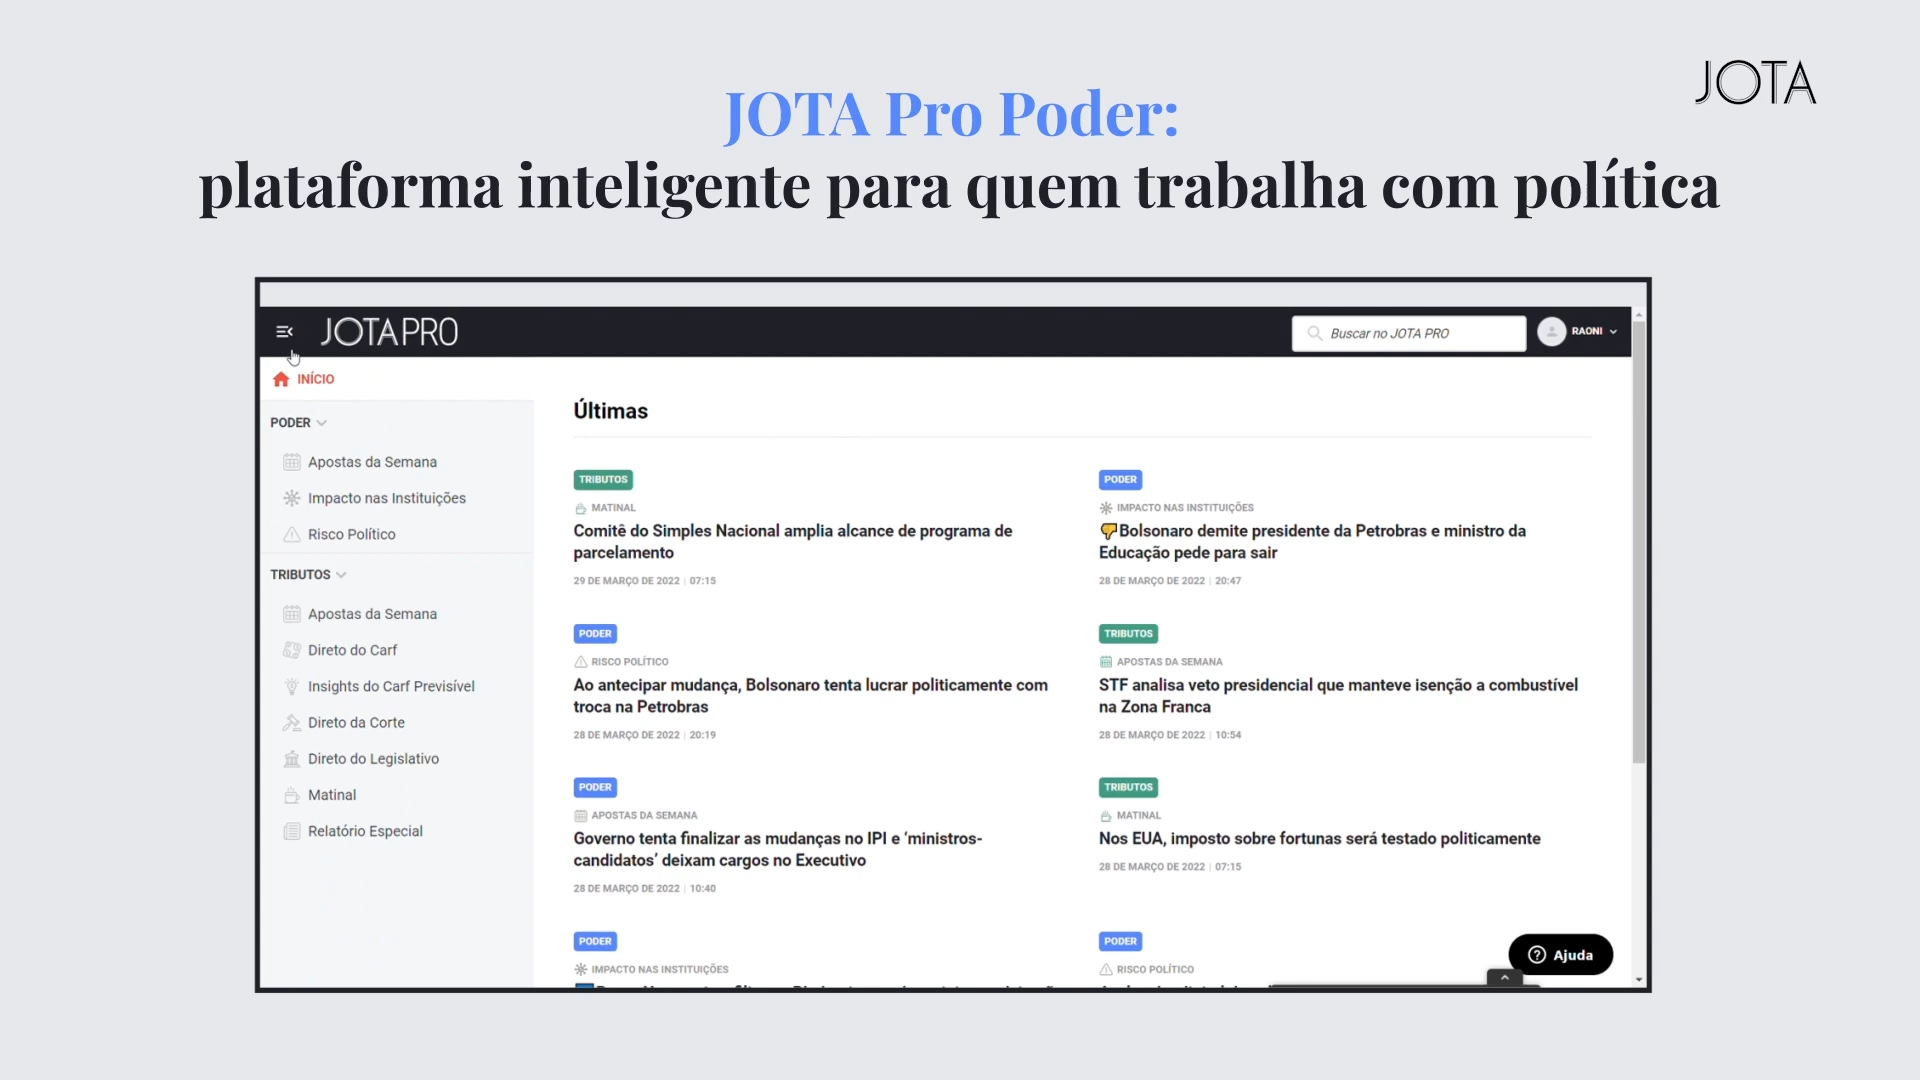 JOTA
JOTA Pro Poder:
plataforma inteligente para quem trabalha com política
JOTAPRO
Buscar no JOTA PRO
RAONI
INÍCIO
PODER
Apostas da Semana
Impacto nas Instituições
Risco Político
TRIBUTOS
Apostas da Semana
Direto do Carf
Insights do Carf Previsível
Direto da Corte
Direto do Legislativo
Matinal
Relatório Especial
Últimas
TRIBUTOS
MATINAL
Comitê do Simples Nacional amplia alcance de programa de
parcelamento
29 DE MARÇO DE 2022 | 07:15
PODER
IMPACTO NAS INSTITUIÇÕES
👎Bolsonaro demite presidente da Petrobras e ministro da
Educação pede para sair
28 DE MARÇO DE 2022 | 20:47
PODER
RISCO POLÍTICO
Ao antecipar mudança, Bolsonaro tenta lucrar politicamente com
troca na Petrobras
28 DE MARÇO DE 2022 | 20:19
TRIBUTOS
APOSTAS DA SEMANA
STF analisa veto presidencial que manteve isenção a combustível
na Zona Franca
28 DE MARÇO DE 2022 | 10:54
PODER
APOSTAS DA SEMANA
Governo tenta finalizar as mudanças no IPI e ‘ministros-
candidatos’ deixam cargos no Executivo
28 DE MARÇO DE 2022 | 10:40
TRIBUTOS
MATINAL
Nos EUA, imposto sobre fortunas será testado politicamente
28 DE MARÇO DE 2022 | 07:15
PODER
IMPACTO NAS INSTITUIÇÕES
PODER
RISCO POLÍTICO
Ajuda